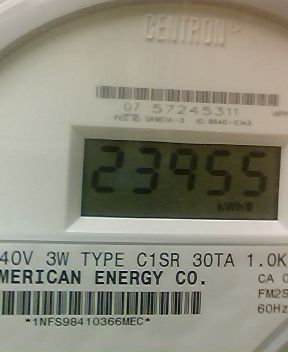 CENTRON®
07 57245311
23955
kWh
40V 3W TYPE C1SR 30TA 1.0K
MERICAN ENERGY CO.
CA
FM2S
60Hz
*1NFS98410366MEC*